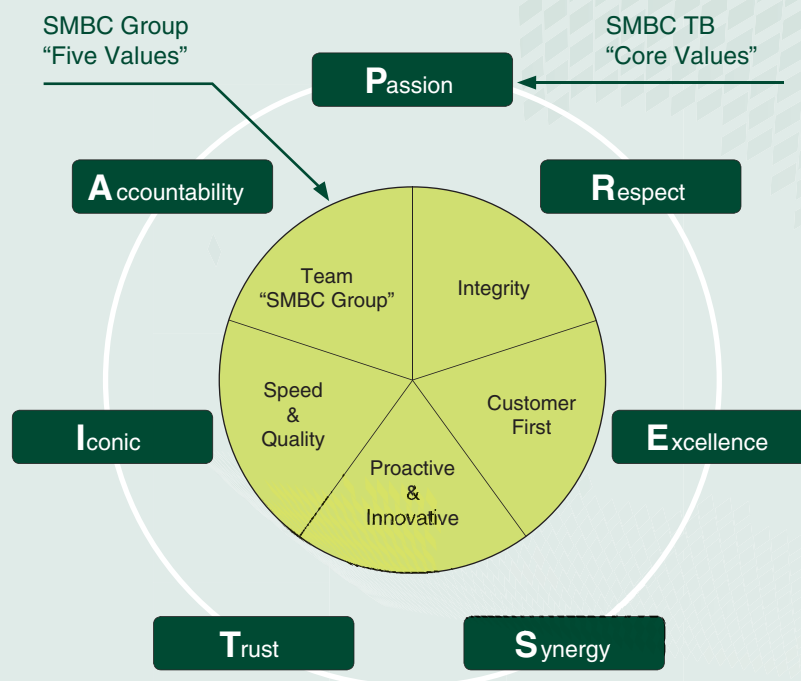 SMBC Group
“Five Values”
SMBC TB
“Core Values”
Passion
Accountability
Respect
Team
“SMBC Group”
Integrity
Speed
&
Quality
Customer
First
Iconic
Excellence
Proactive
&
Innovative
Trust
Synergy